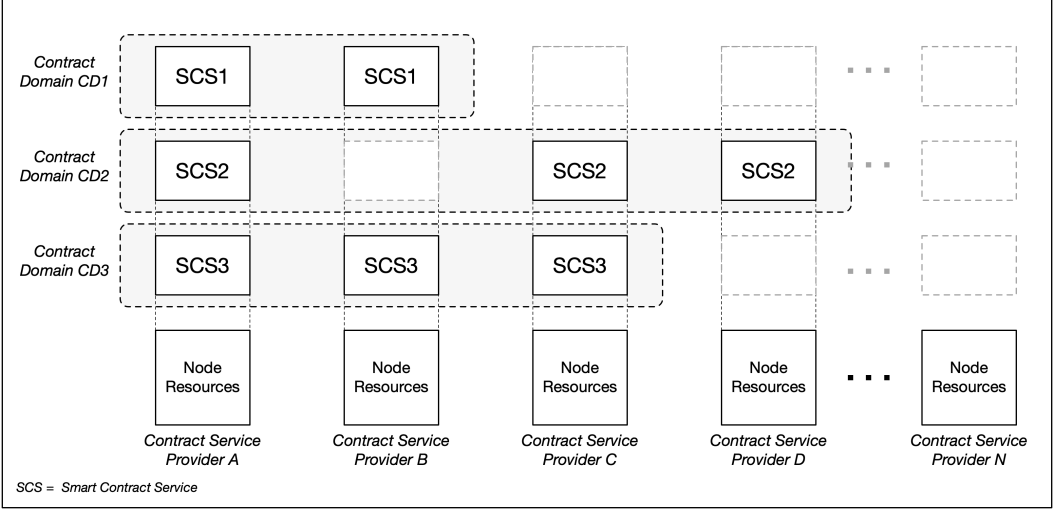 Contract
Domain CD1
SCS1
SCS1
Contract
Domain CD2
SCS2
SCS2
SCS2
Contract
Domain CD3
SCS3
SCS3
SCS3
Node
Resources
Node
Resources
Node
Resources
Node
Resources
Node
Resources
Contract Service
Provider A
Contract Service
Provider B
Contract Service
Provider C
Contract Service
Provider D
Contract Service
Provider N
SCS = Smart Contract Service